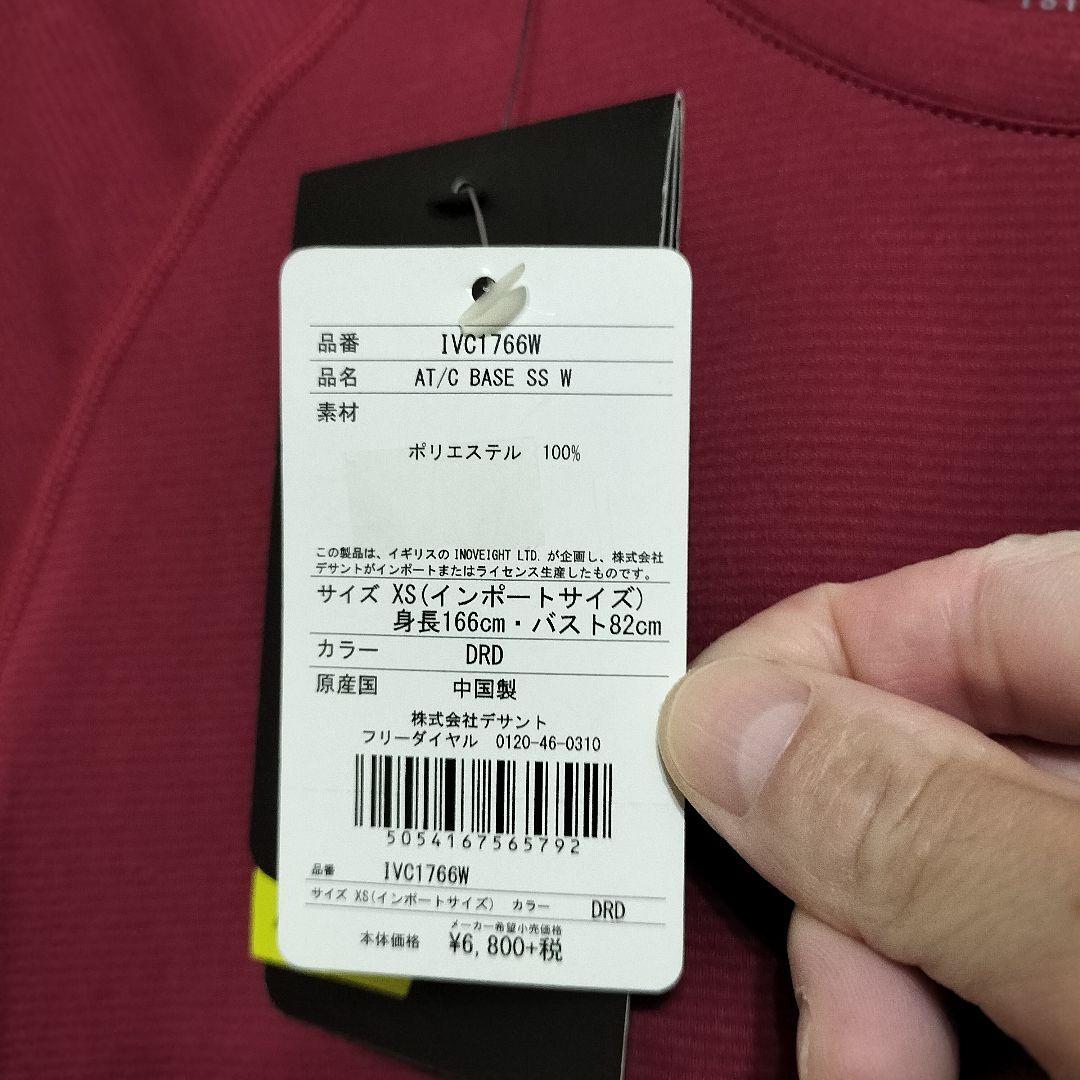 品番 IVC1766W
品名 AT/C BASE SS W
素材
ポリエステル 100%
この製品は、イギリスの INOVEIGHT LTD. が企画し、株式会社
デサントがインポートまたはライセンス生産したものです。
サイズ XS(インポートサイズ)
身長166cm・バスト82cm
カラー DRD
原産国 中国製
株式会社デサント
フリーダイヤル 0120-46-0310
5054167565792
品番 IVC1766W
サイズ XS(インポートサイズ) カラー DRD
メーカー希望小売価格
本体価格 ¥6,800+税